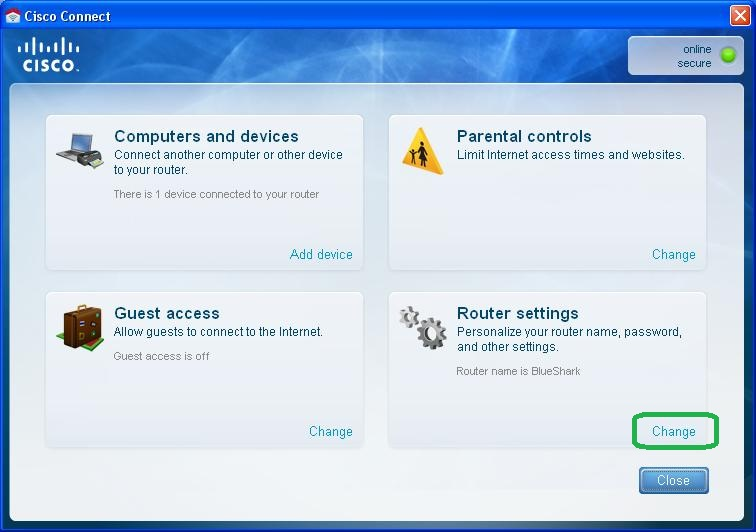 Cisco Connect
CISCO.
online
secure
Computers and devices
Connect another computer or other device
to your router.
There is 1 device connected to your router
Add device
Parental controls
Limit Internet access times and websites.
Change
Guest access
Allow guests to connect to the Internet.
Guest access is off
Change
Router settings
Personalize your router name, password,
and other settings.
Router name is BlueShark
Change
Close